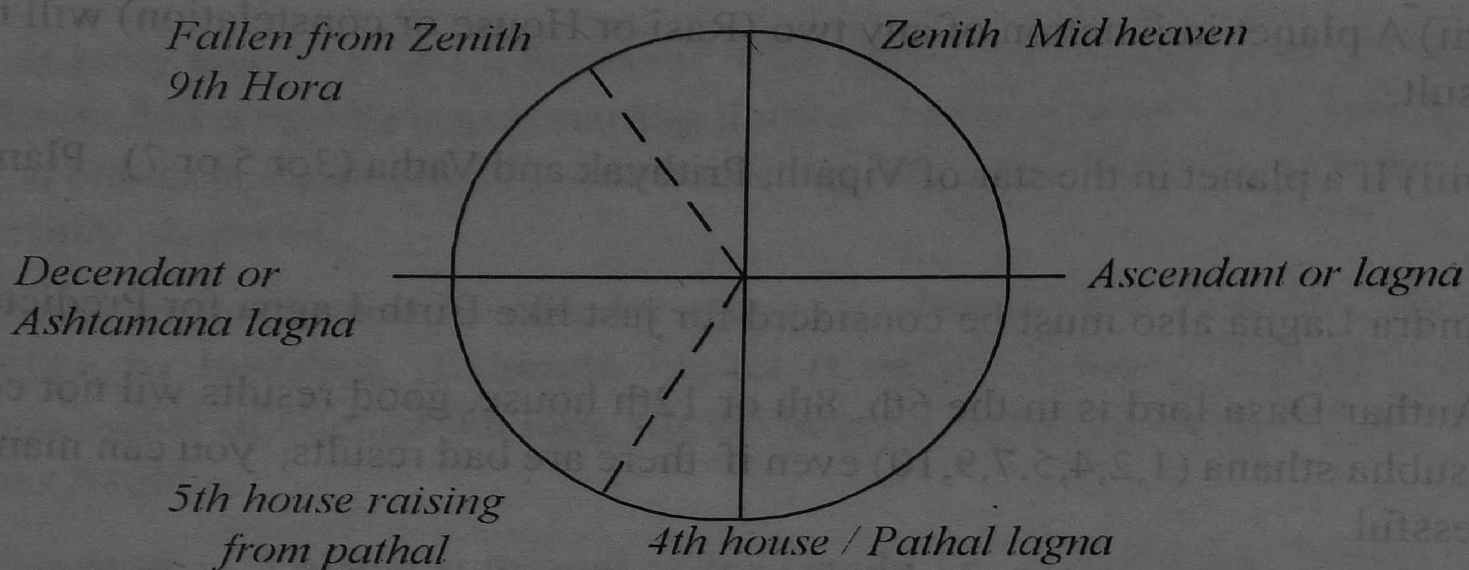 Fallen from Zenith
9th Hora
Zenith Mid heaven
Decendant or
Ashtamana lagna
Ascendant or lagna
5th house raising
from pathal
4th house / Pathal lagna